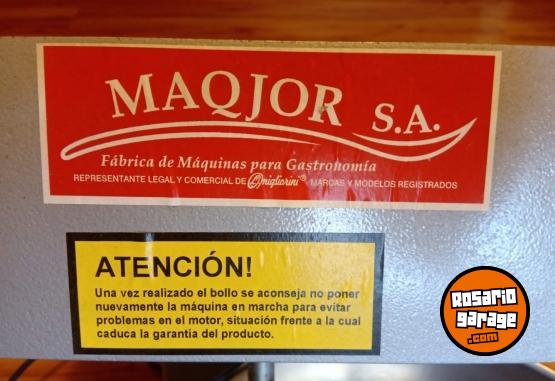 MAQJOR S.A.
Fábrica de Máquinas para Gastronomía
REPRESENTANTE LEGAL Y COMERCIAL DE Omigliorini® MARCAS Y MODELOS REGISTRADOS
ATENCIÓN!
Una vez realizado el bollo se aconseja no poner
nuevamente la máquina en marcha para evitar
problemas en el motor, situación frente a la cual
caduca la garantía del producto.
Rosario
garage
.com